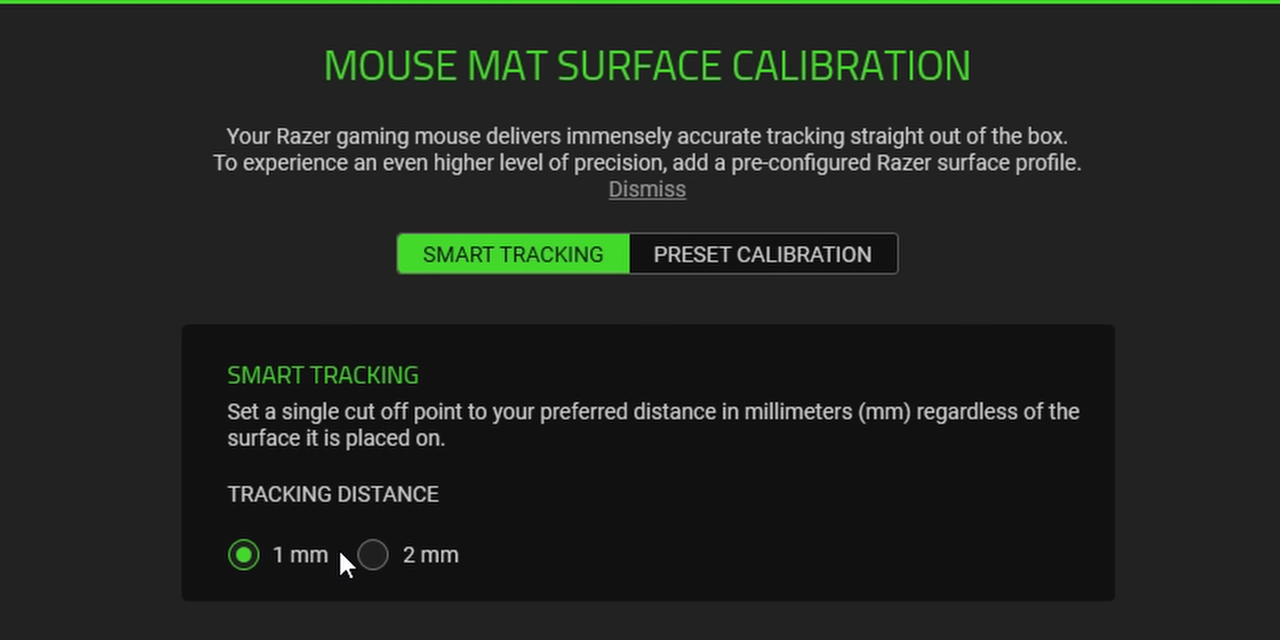 MOUSE MAT SURFACE CALIBRATION
Your Razer gaming mouse delivers immensely accurate tracking straight out of the box.
To experience an even higher level of precision, add a pre-configured Razer surface profile.
Dismiss
SMART TRACKING PRESET CALIBRATION
SMART TRACKING
Set a single cut off point to your preferred distance in millimeters (mm) regardless of the
surface it is placed on.
TRACKING DISTANCE
1 mm 2 mm